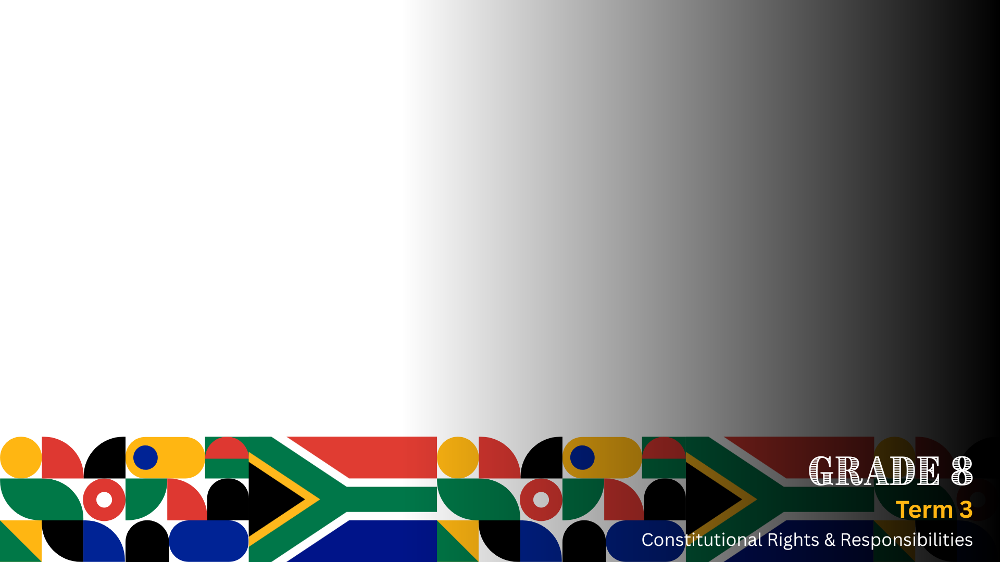 GRADE 8
Term 3
Constitutional Rights & Responsibilities